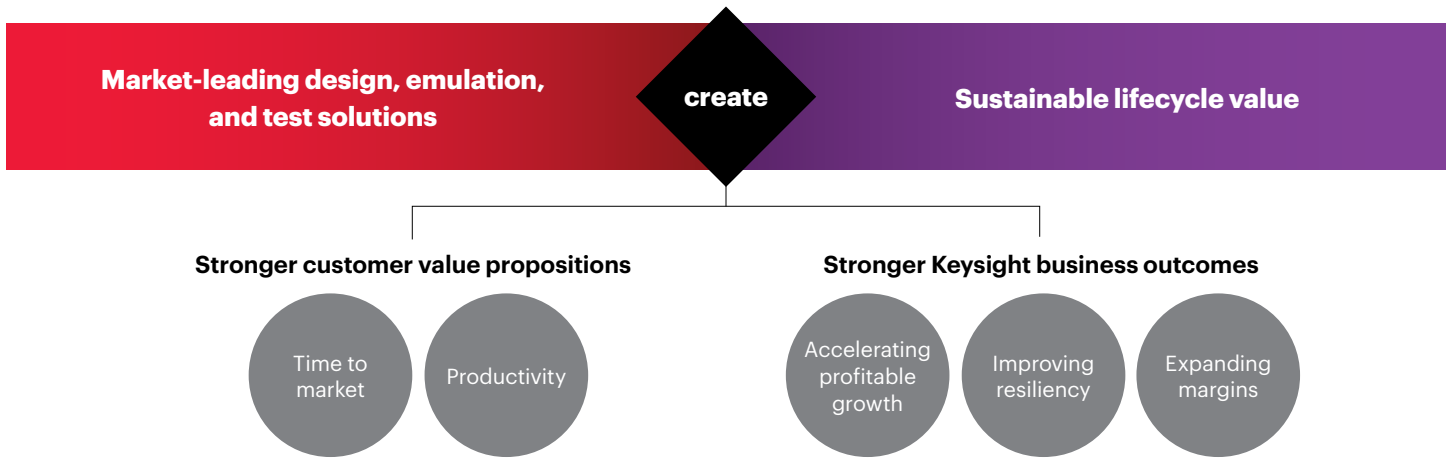 Market-leading design, emulation,
and test solutions
create
Sustainable lifecycle value
Stronger customer value propositions
Stronger Keysight business outcomes
Time to
market
Productivity
Accelerating
profitable
growth
Improving
resiliency
Expanding
margins